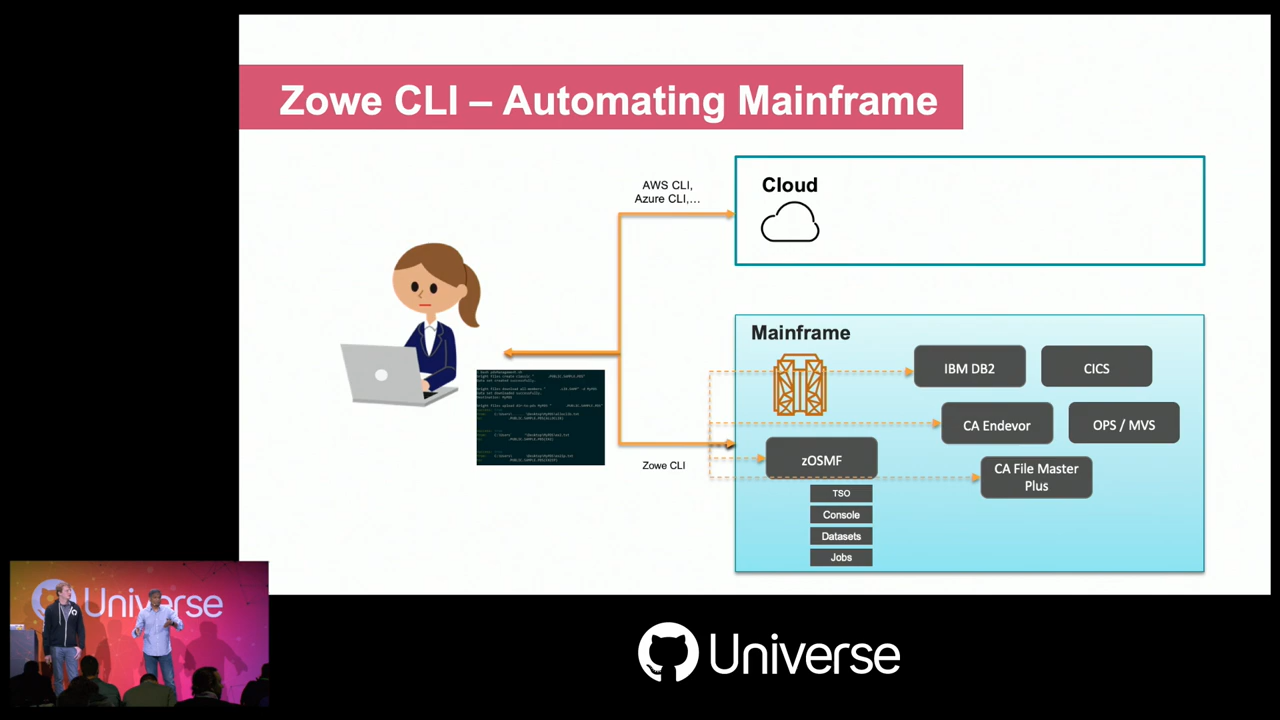 Zowe CLI – Automating Mainframe
AWS CLI,
Azure CLI,...
Cloud
Mainframe
IBM DB2
CICS
CA Endevor
OPS / MVS
zOSMF
CA File Master
Plus
Zowe CLI
TSO
Console
Datasets
Jobs
Universe
Universe